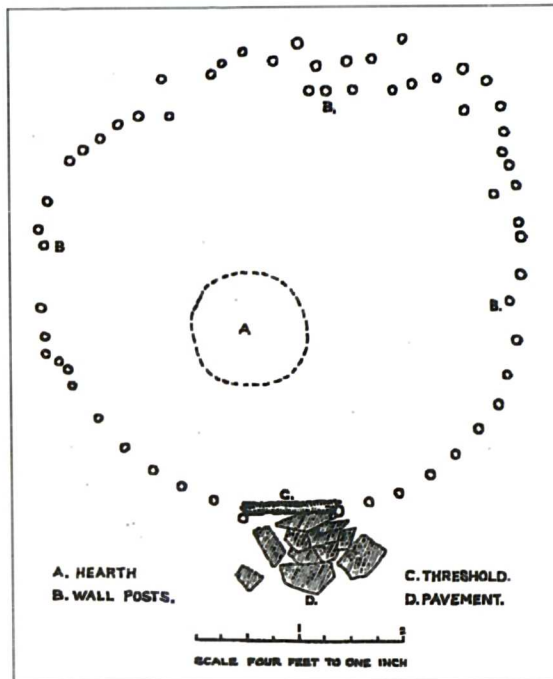 B.
B
A
B.
C.
A. HEARTH
B. WALL POSTS.
D.
C. THRESHOLD.
D. PAVEMENT.
1
2
SCALE FOUR FEET TO ONE INCH